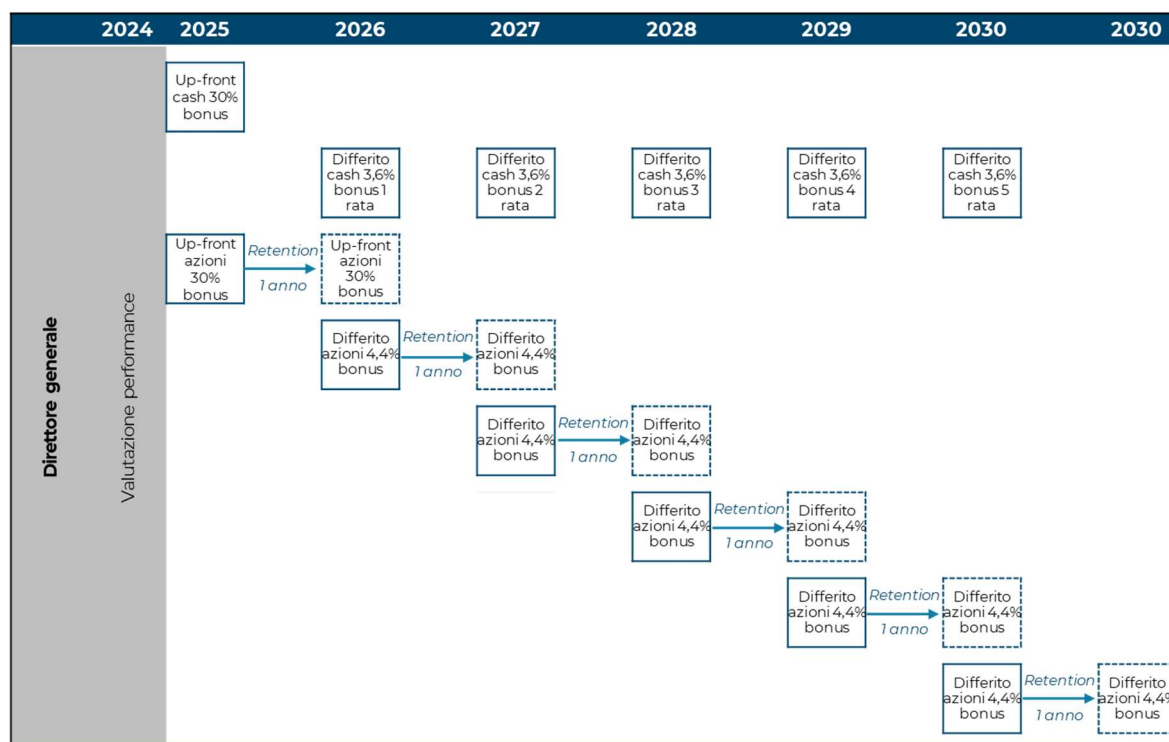 2024 2025 2026 2027 2028 2029 2030 2030
Direttore generale
Valutazione performance
Up-front
cash 30%
bonus
Differito
cash 3,6%
bonus 1
rata
Differito
cash 3,6%
bonus 2
rata
Differito
cash 3,6%
bonus 3
rata
Differito
cash 3,6%
bonus 4
rata
Differito
cash 3,6%
bonus 5
rata
Up-front
azioni
30%
bonus
Retention
1 anno
Up-front
azioni
30%
bonus
Differito
azioni 4,4%
bonus
Retention
1 anno
Differito
azioni 4,4%
bonus
Differito
azioni 4,4%
bonus
Retention
1 anno
Differito
azioni 4,4%
bonus
Differito
azioni 4,4%
bonus
Retention
1 anno
Differito
azioni 4,4%
bonus
Differito
azioni 4,4%
bonus
Retention
1 anno
Differito
azioni 4,4%
bonus
Differito
azioni 4,4%
bonus
Retention
1 anno
Differito
azioni 4,4%
bonus